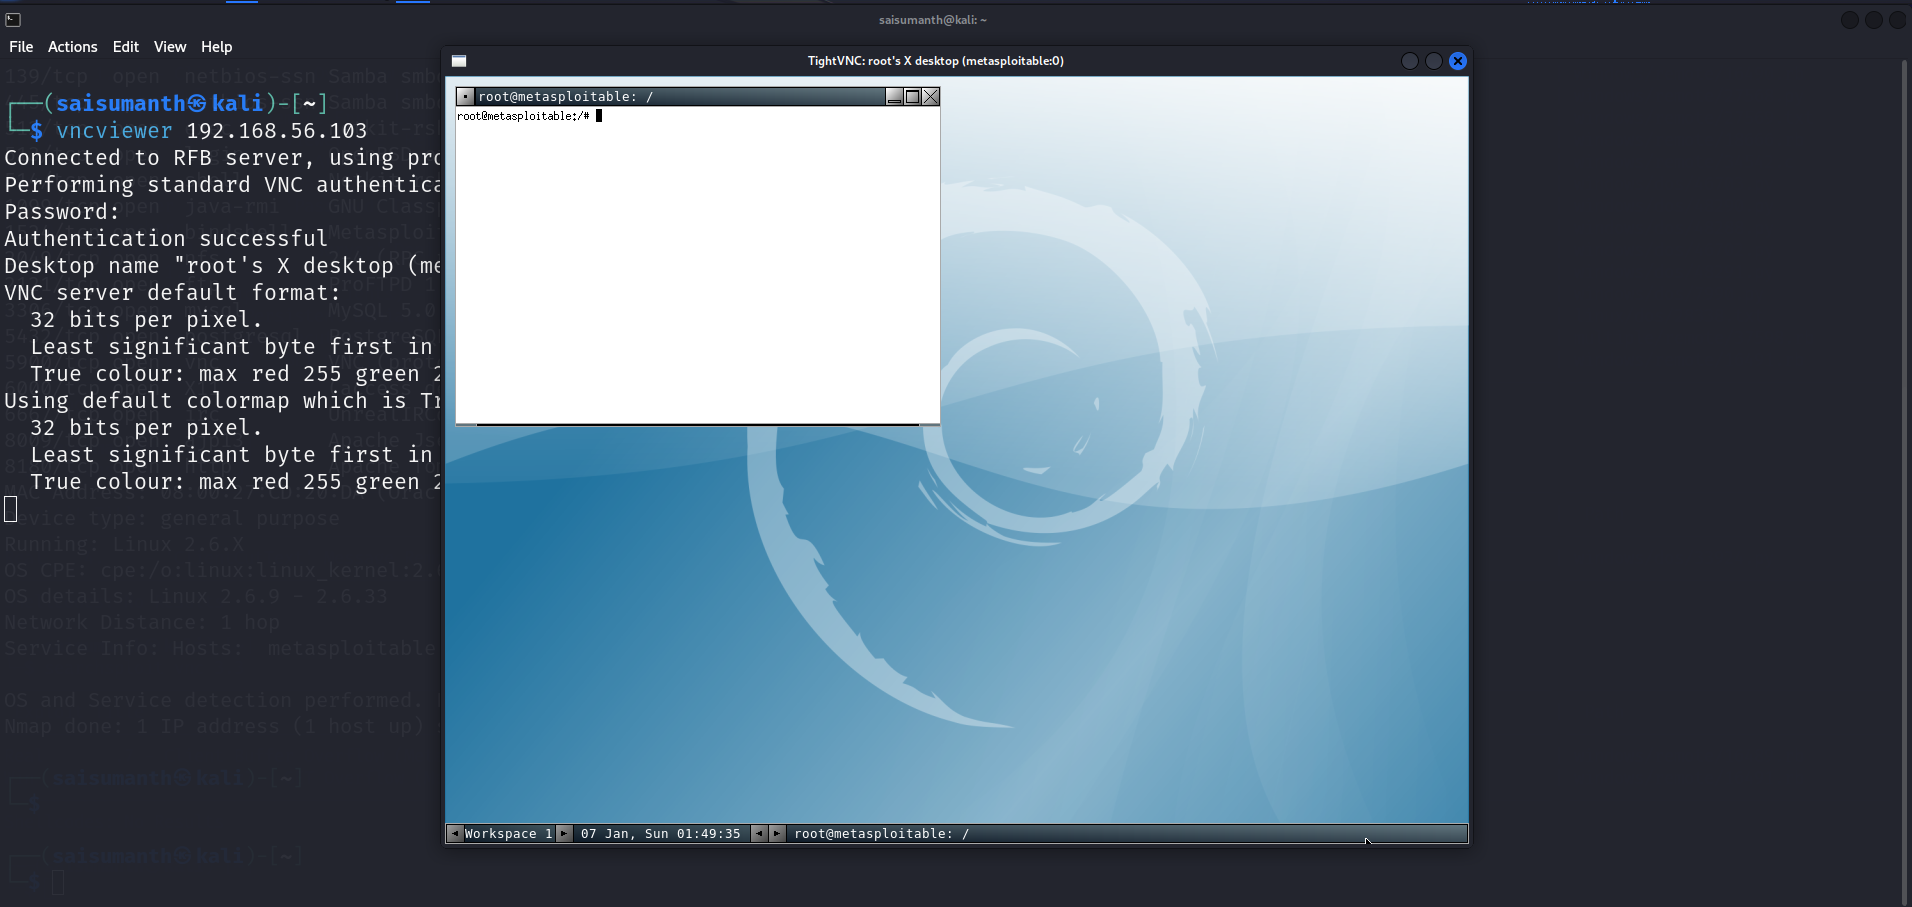 saisumanth@kali: ~
File Actions Edit View Help
139/tcp open netbios-ssn Samba smb
┌──(saisumanth㉿kali)-[~]
└─$ vncviewer 192.168.56.103
Connected to RFB server, using pro
Performing standard VNC authentica
Password:
java-rmi GNU Class
Authentication successful
Desktop name "root's X desktop (me
VNC server default format:
32 bits per pixel.
Least significant byte first in
True colour: max red 255 green 2
Using default colormap which is Tr
32 bits per pixel.
Least significant byte first in
True colour: max red 255 green 2
Device type: general purpose
Running: Linux 2.6.X
OS CPE: cpe:/o:linux:linux_kernel:2.
OS details: Linux 2.6.9 - 2.6.33
Network Distance: 1 hop
Service Info: Hosts: metasploitable
OS and Service detection performed.
Nmap done: 1 IP address (1 host up)
┌──(saisumanth㉿kali)-[~]
└─$
┌──(saisumanth㉿kali)-[~]
└─$
TightVNC: root's X desktop (metasploitable:0)
root@metasploitable: /
root@metasploitable:/#
Workspace 1 07 Jan, Sun 01:49:35 root@metasploitable: /